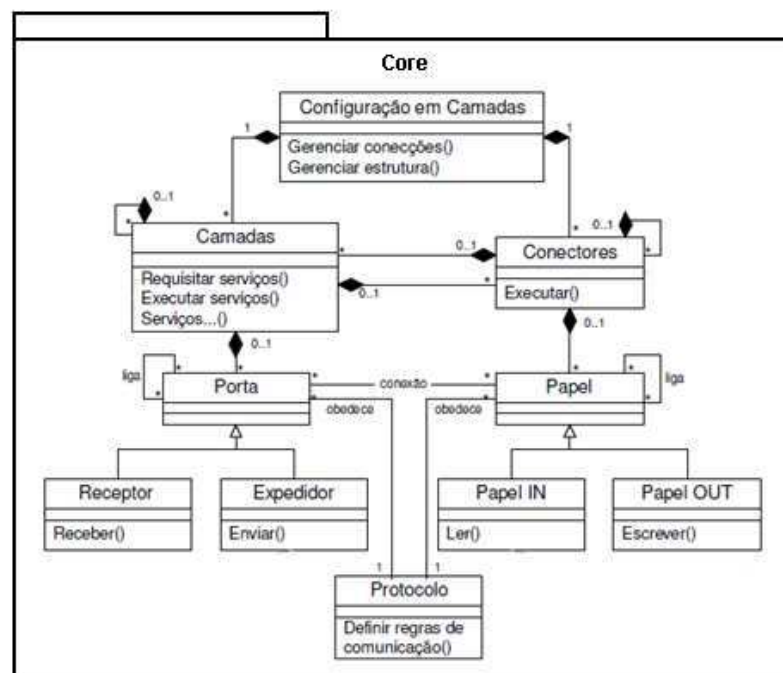 Core
Configuração em Camadas
Gerenciar conecções()
Gerenciar estrutura()
1
1
*
*
0..1
*
Camadas
Requisitar serviços()
Executar serviços()
Serviços...()
*
0..1
0..1
*
0..1
*
Conectores
Executar()
0..1
*
0..1
*
liga
*
*
Porta
*
conexão
*
*
obedece
*
obedece
Papel
*
*
liga
Receptor
Receber()
Expedidor
Enviar()
Papel IN
Ler()
Papel OUT
Escrever()
1
1
Protocolo
Definir regras de
comunicação()